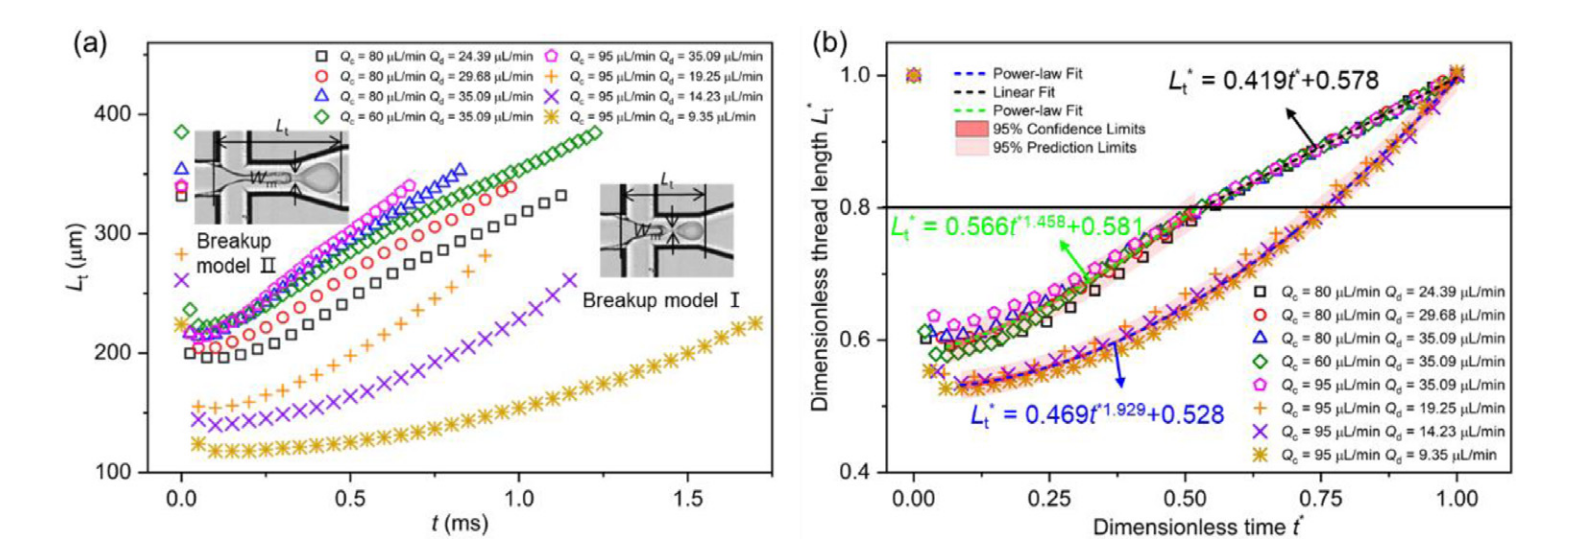 (a)
Qc = 80 μL/min Qd = 24.39 μL/min
Qc = 80 μL/min Qd = 29.68 μL/min
Qc = 80 μL/min Qd = 35.09 μL/min
Qc = 60 μL/min Qd = 35.09 μL/min
Qc = 95 μL/min Qd = 35.09 μL/min
Qc = 95 μL/min Qd = 19.25 μL/min
Qc = 95 μL/min Qd = 14.23 μL/min
Qc = 95 μL/min Qd = 9.35 μL/min
400
300
200
100
Lt (μm)
Lt
Wm
Breakup
model II
Lt
Wm
Breakup model I
0.0
0.5
1.0
1.5
t (ms)
(b)
1.0
0.8
0.6
0.4
Dimensionless thread length Lt*
Power-law Fit
Linear Fit
Power-law Fit
95% Confidence Limits
95% Prediction Limits
Lt* = 0.419t*+0.578
Lt* = 0.566t*1.458+0.581
Lt* = 0.469t*1.929+0.528
Qc = 80 μL/min Qd = 24.39 μL/min
Qc = 80 μL/min Qd = 29.68 μL/min
Qc = 80 μL/min Qd = 35.09 μL/min
Qc = 60 μL/min Qd = 35.09 μL/min
Qc = 95 μL/min Qd = 35.09 μL/min
Qc = 95 μL/min Qd = 19.25 μL/min
Qc = 95 μL/min Qd = 14.23 μL/min
Qc = 95 μL/min Qd = 9.35 μL/min
0.00
0.25
0.50
0.75
1.00
Dimensionless time t*